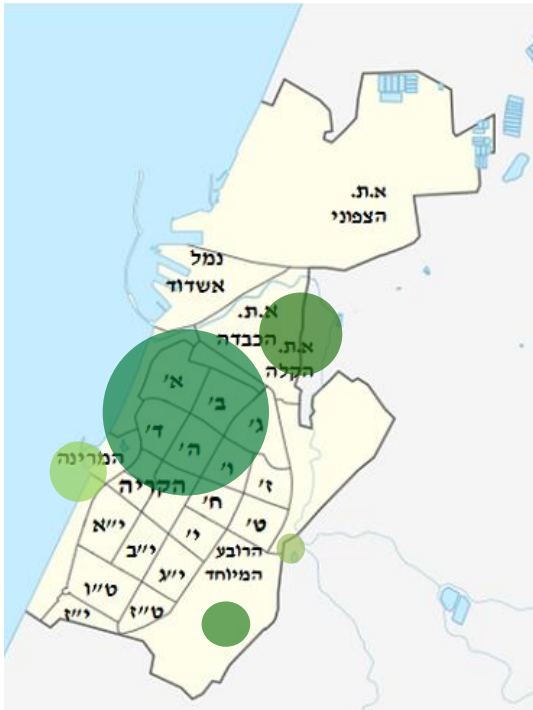 א.ת.
הצפוני
נמל
אשדוד
א.ת.
הכבדה
א.ת.
הקלה
א'
ב'
ג'
ד'
ה'
ו'
ז'
המרינה
הקריה
ח'
ט'
י"א
י'
י"ב
הרובע
המיוחד
י"ג
ט"ו
ט"ז
י"ז